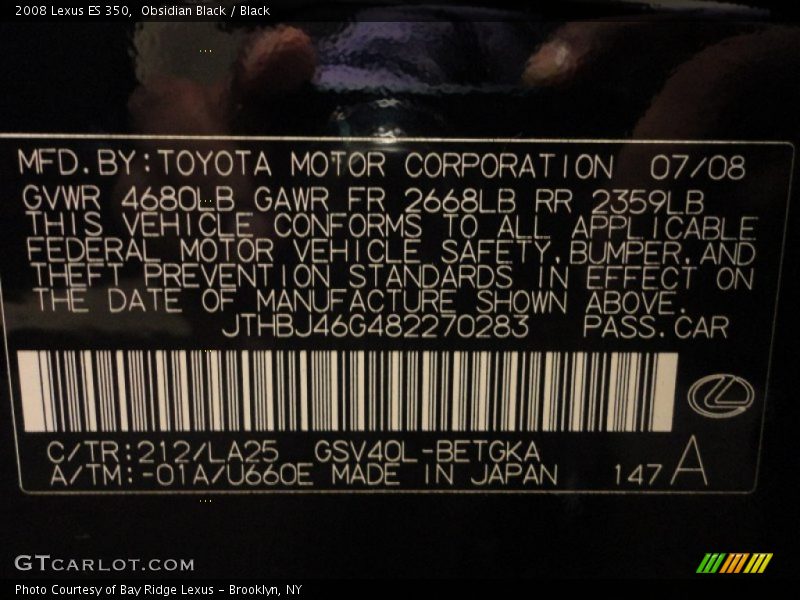 2008 Lexus ES 350,  Obsidian Black / Black
MFD.BY:TOYOTA MOTOR CORPORATION 07/08
GVWR 4680LB GAWR FR 2668LB RR 2359LB
THIS VEHICLE CONFORMS TO ALL APPLICABLE
FEDERAL MOTOR VEHICLE SAFETY,BUMPER,AND
THEFT PREVENTION STANDARDS IN EFFECT ON
THE DATE OF MANUFACTURE SHOWN ABOVE.
JTHBJ46G482270283 PASS.CAR
C/TR:212/LA25 GSV40L-BETGKA
A/TM:-01A/U660E MADE IN JAPAN 147 A
GTCARLOT.COM
Photo Courtesy of Bay Ridge Lexus - Brooklyn, NY